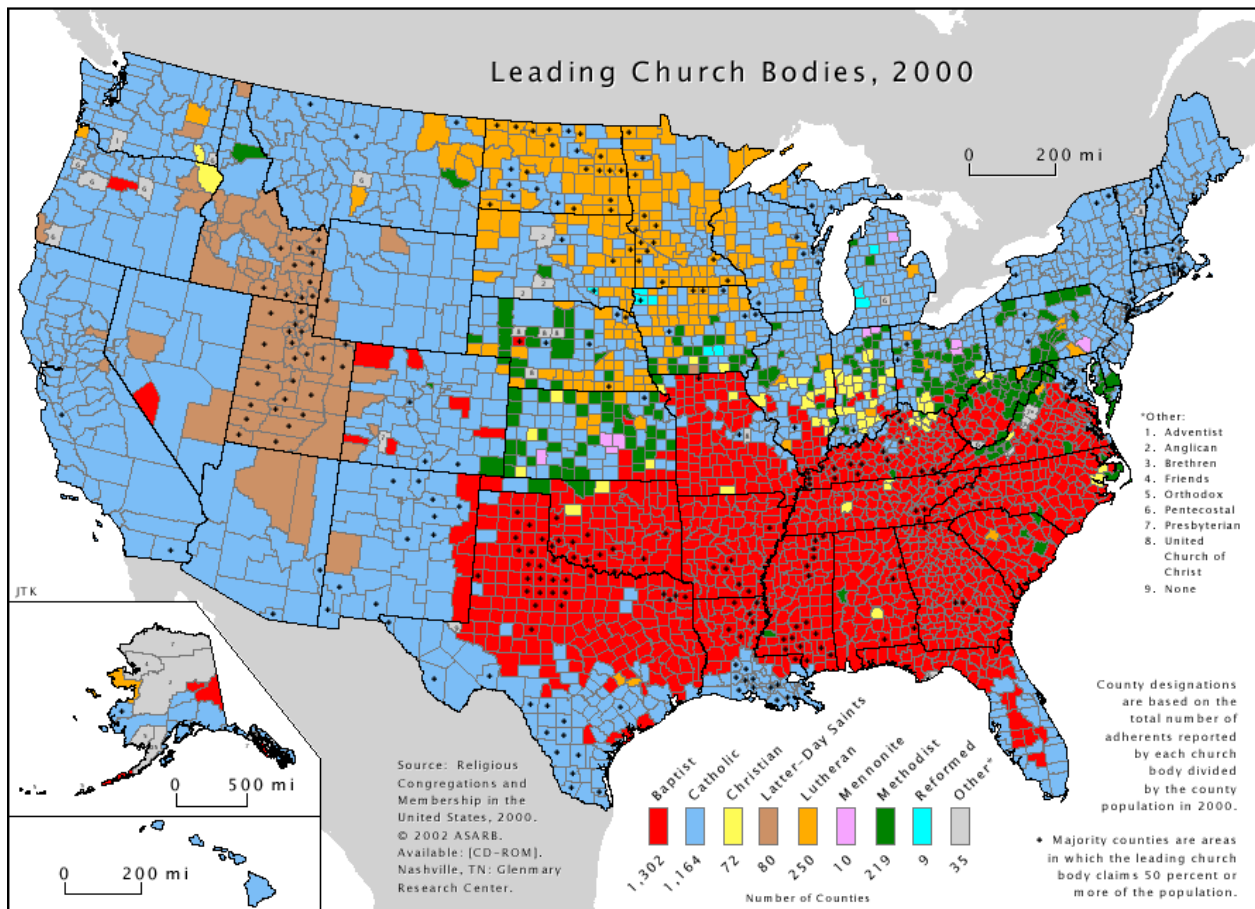 Leading Church Bodies, 2000
0 200 mi
*Other:
1. Adventist
2. Anglican
3. Brethren
4. Friends
5. Orthodox
6. Pentecostal
7. Presbyterian
8. United
Church of
Christ
9. None
JTK
0 500 mi
0 200 mi
Source: Religious
Congregations and
Membership in the
United States, 2000.
© 2002 ASARB.
Available: [CD-ROM].
Nashville, TN: Glenmary
Research Center.
Baptist
Catholic
Christian
Latter-Day Saints
Lutheran
Mennonite
Methodist
Reformed
Other*
1,302
1,164
72
80
250
10
219
9
35
Number of Counties
County designations
are based on the
total number of
adherents reported
by each church
body divided
by the county
population in 2000.
Majority counties are areas
in which the leading church
body claims 50 percent or
more of the population.